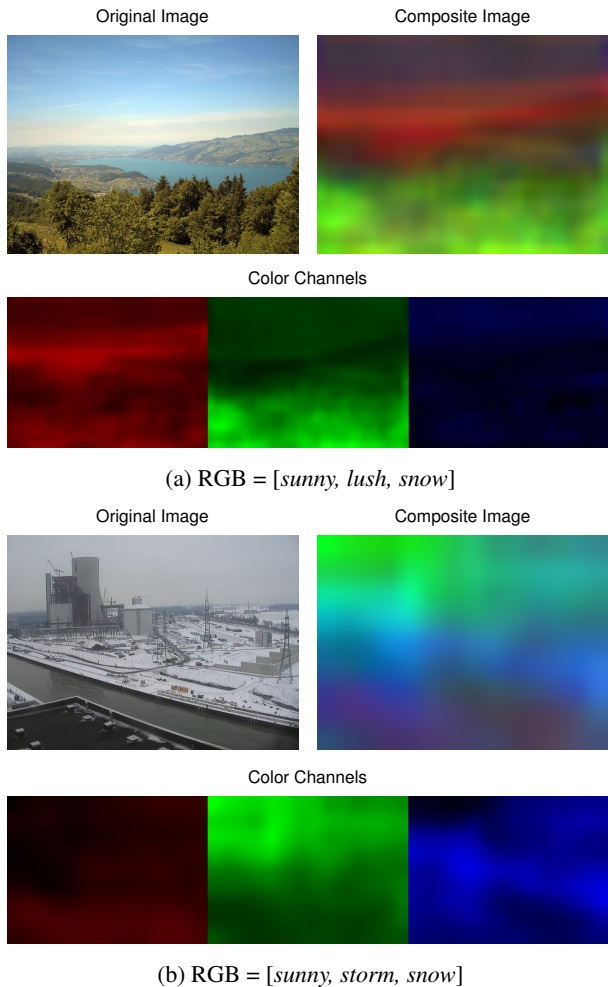 Original Image
Composite Image
Color Channels
(a) RGB = [sunny, lush, snow]
Original Image
Composite Image
Color Channels
(b) RGB = [sunny, storm, snow]